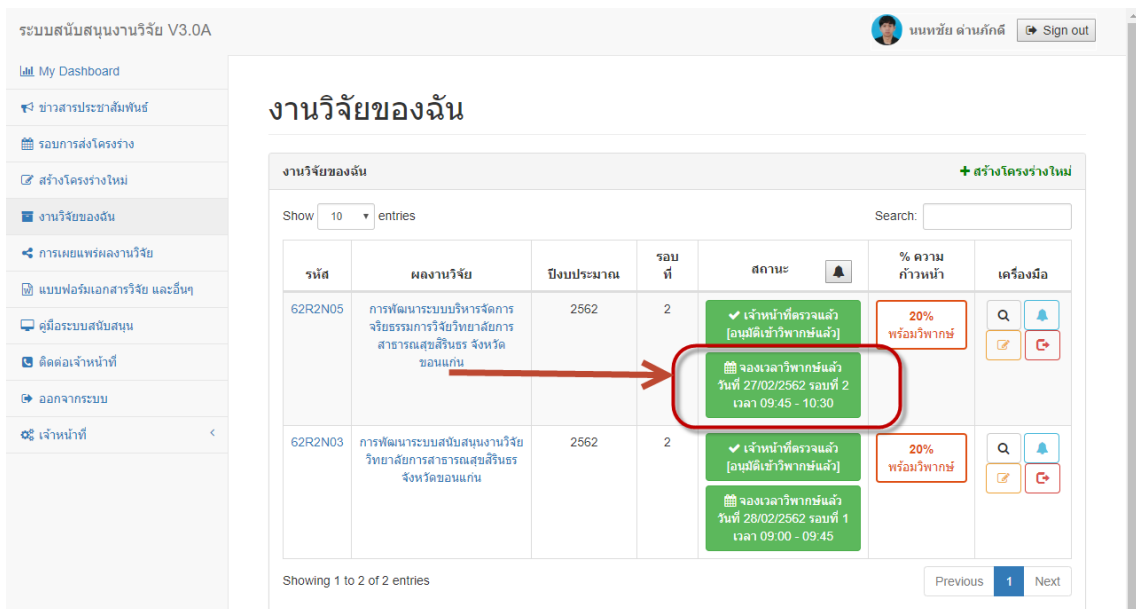 ระบบสนับสนุนงานวิจัย V3.0A
นนทชัย ด่านภักดี
Sign out
My Dashboard
ข่าวสารประชาสัมพันธ์
รอบการส่งโครงร่าง
สร้างโครงร่างใหม่
งานวิจัยของฉัน
การเผยแพร่ผลงานวิจัย
แบบฟอร์มเอกสารวิจัย และอื่นๆ
คู่มือระบบสนับสนุน
ติดต่อเจ้าหน้าที่
ออกจากระบบ
เจ้าหน้าที่
งานวิจัยของฉัน
งานวิจัยของฉัน
+ สร้างโครงร่างใหม่
Show 10 entries
Search:
รหัส
ผลงานวิจัย
ปีงบประมาณ
รอบ
ที่
สถานะ
% ความ
ก้าวหน้า
เครื่องมือ
62R2N05
การพัฒนาระบบบริหารจัดการ
จริยธรรมการวิจัยวิทยาลัยการ
สาธารณสุขสิรินธร จังหวัด
ขอนแก่น
2562
2
เจ้าหน้าที่ตรวจแล้ว
[อนุมัติเข้าวิพากษ์แล้ว]
จองเวลาวิพากษ์แล้ว
วันที่ 27/02/2562 รอบที่ 2
เวลา 09:45 - 10:30
20%
พร้อมวิพากษ์
62R2N03
การพัฒนาระบบสนับสนุนงานวิจัย
วิทยาลัยการสาธารณสุขสิรินธร
จังหวัดขอนแก่น
2562
2
เจ้าหน้าที่ตรวจแล้ว
[อนุมัติเข้าวิพากษ์แล้ว]
จองเวลาวิพากษ์แล้ว
วันที่ 28/02/2562 รอบที่ 1
เวลา 09:00 - 09:45
20%
พร้อมวิพากษ์
Showing 1 to 2 of 2 entries
Previous 1 Next